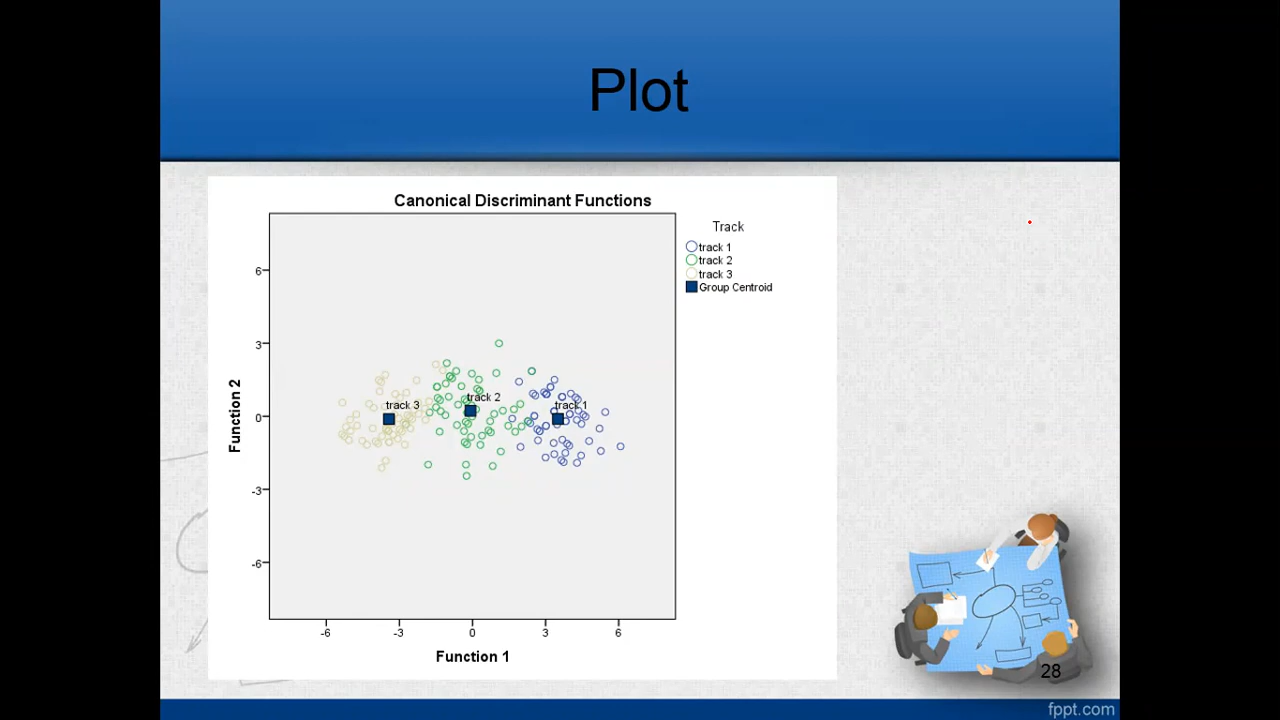 Plot
Canonical Discriminant Functions
Track
track 1
track 2
track 3
Group Centroid
6
3
0
-3
-6
Function 2
track 3
track 2
track 1
-6
-3
0
3
6
Function 1
28
fppt.com